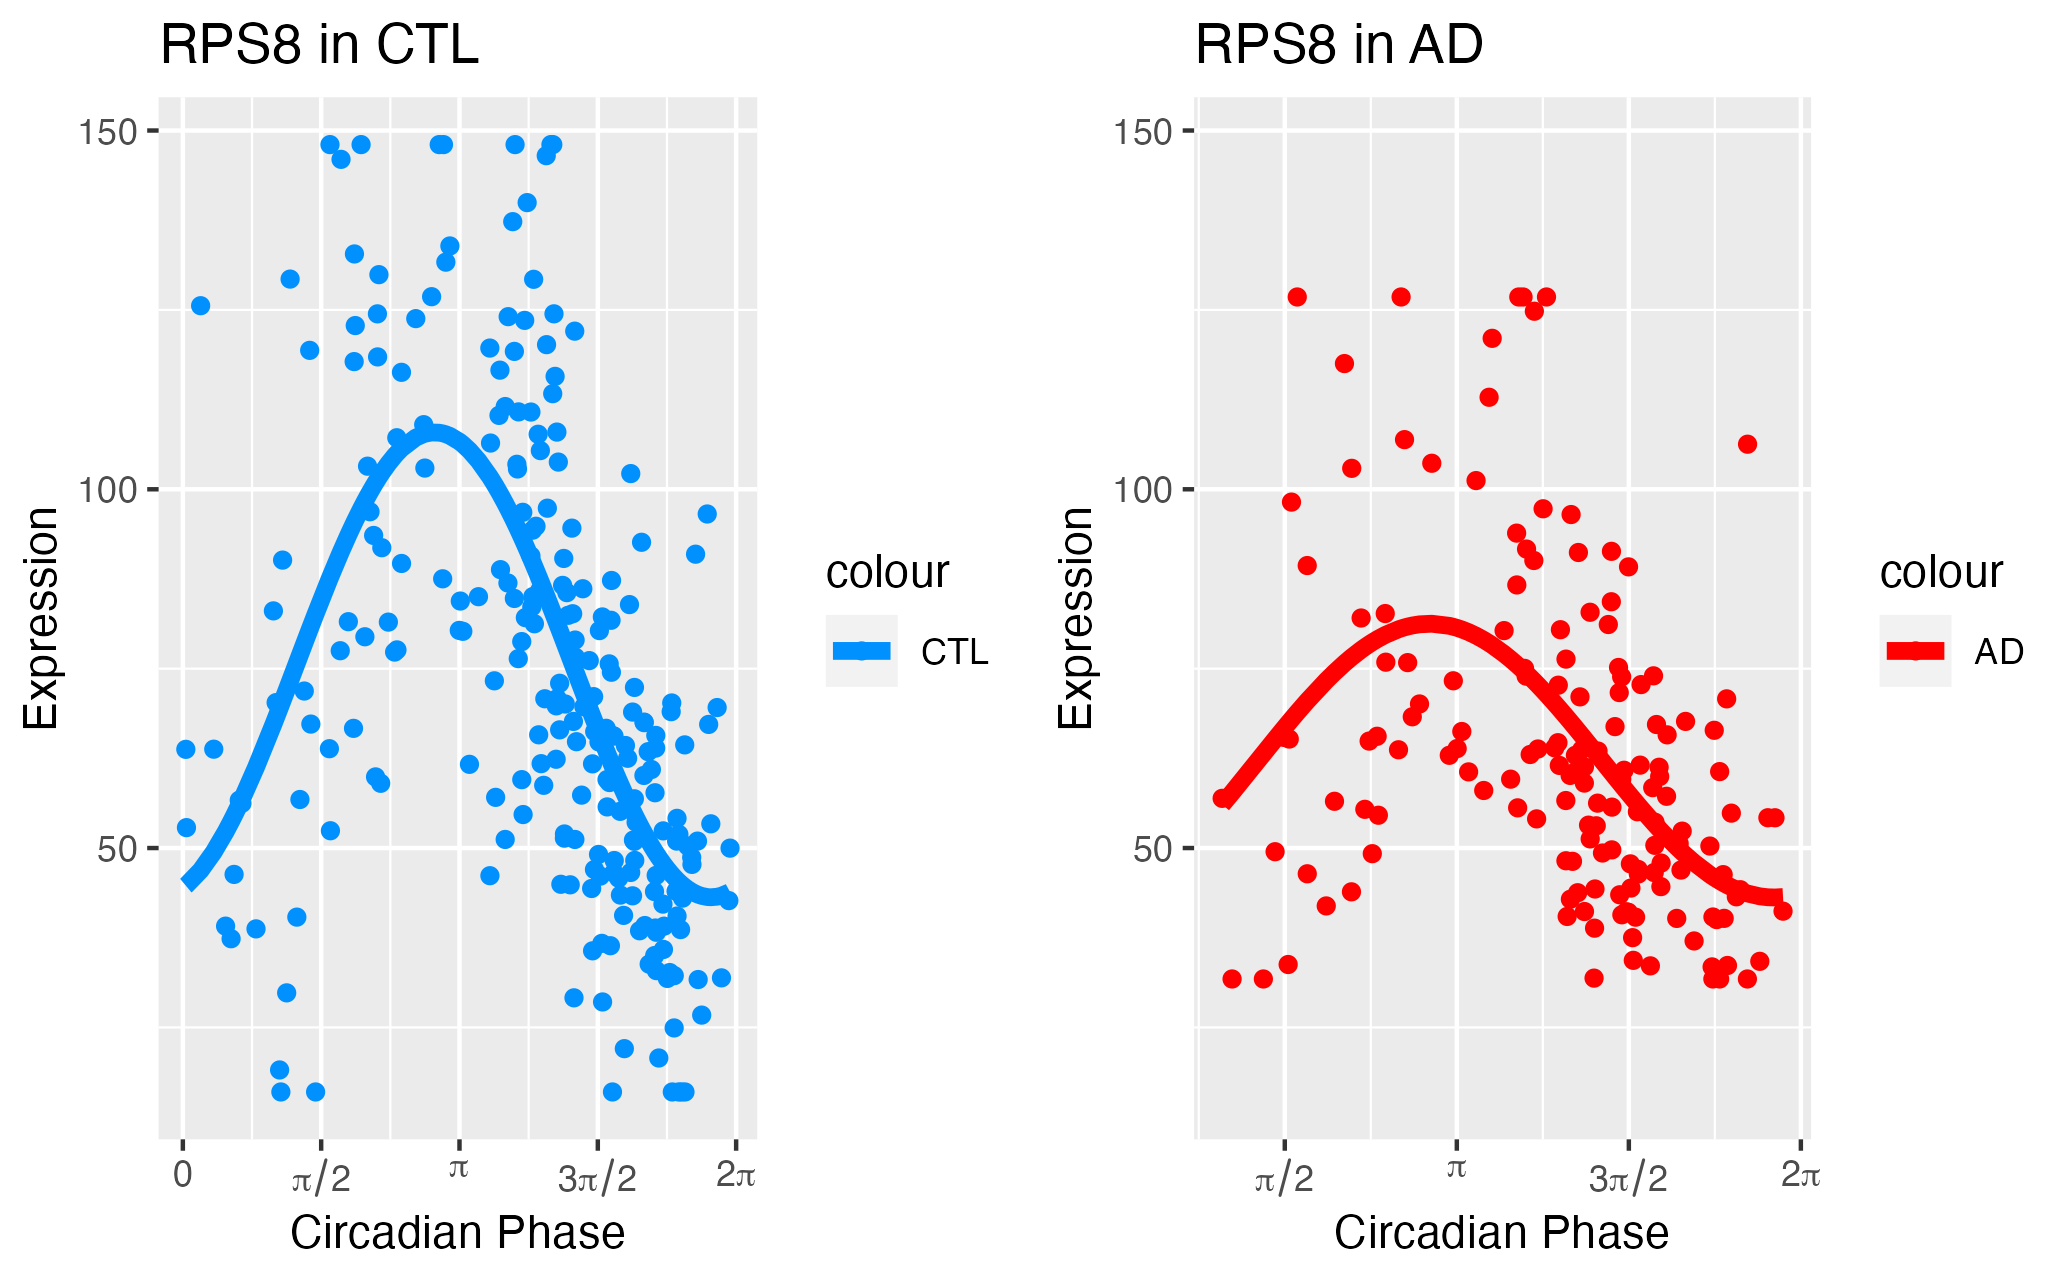 RPS8 in CTL
150
100
50
Expression
0
π/2
π
3π/2
2π
Circadian Phase
colour
CTL
RPS8 in AD
150
100
50
Expression
π/2
π
3π/2
2π
Circadian Phase
colour
AD